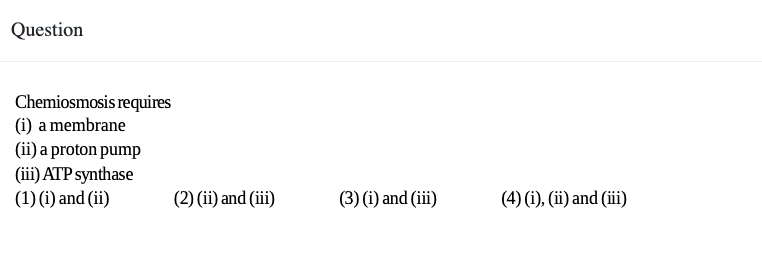 Question
Chemiosmosis requires
(i) a membrane
(ii) a proton pump
(iii) ATP synthase
(1) (i) and (ii) (2) (ii) and (iii) (3) (i) and (iii) (4) (i), (ii) and (iii)